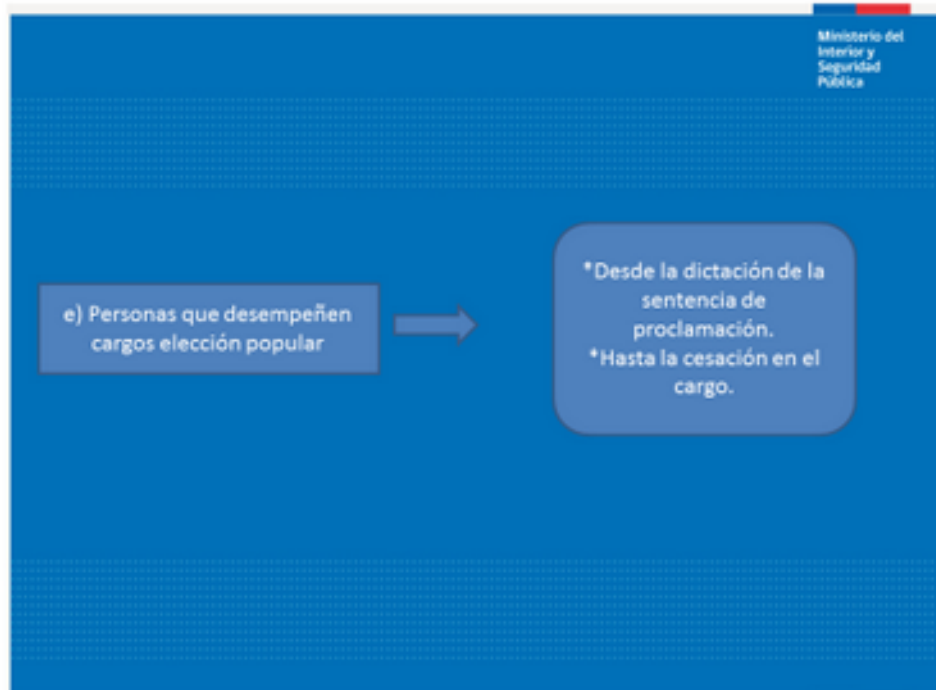 Ministerio del
Interior y
Seguridad
Pública
e) Personas que desempeñen
cargos elección popular
*Desde la dictación de la
sentencia de
proclamación.
*Hasta la cesación en el
cargo.